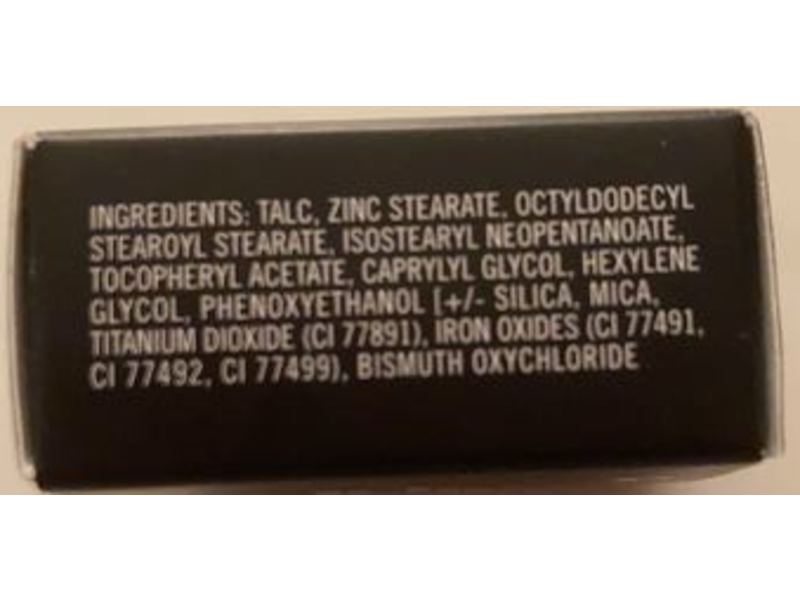 INGREDIENTS: TALC, ZINC STEARATE, OCTYLDODECYL
STEAROYL STEARATE, ISOSTEARYL NEOPENTANOATE,
TOCOPHERYL ACETATE, CAPRYLYL GLYCOL, HEXYLENE
GLYCOL, PHENOXYETHANOL [+/- SILICA, MICA,
TITANIUM DIOXIDE (CI 77891), IRON OXIDES (CI 77491,
CI 77492, CI 77499), BISMUTH OXYCHLORIDE